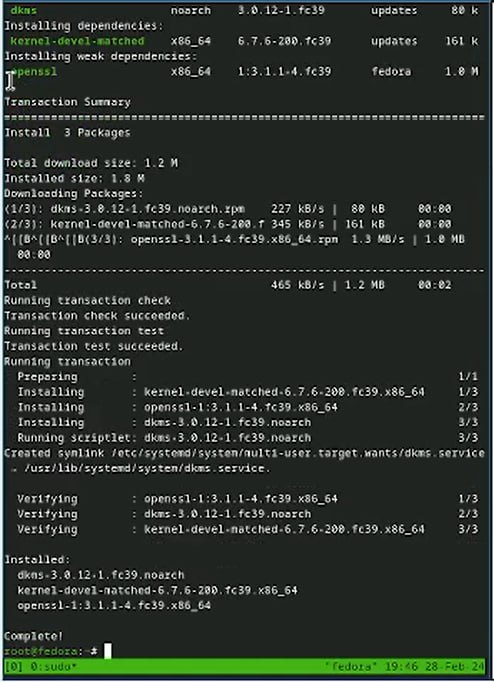 dkms noarch 3.0.12-1.fc39 updates 80 k
Installing dependencies:
kernel-devel-matched x86_64 6.7.6-200.fc39 updates 161 k
Installing weak dependencies:
openssl x86_64 1:3.1.1-4.fc39 fedora 1.0 M
Transaction Summary
================================================================
Install 3 Packages
Total download size: 1.2 M
Installed size: 1.8 M
Downloading Packages:
(1/3): dkms-3.0.12-1.fc39.noarch.rpm 227 kB/s | 80 kB 00:00
(2/3): kernel-devel-matched-6.7.6-200.f 345 kB/s | 161 kB 00:00
^[[B^[[B^[[B(3/3): openssl-3.1.1-4.fc39.x86_64.rpm 1.3 MB/s | 1.0 MB
00:00
----------------------------------------------------------------
Total 465 kB/s | 1.2 MB 00:02
Running transaction check
Transaction check succeeded.
Running transaction test
Transaction test succeeded.
Running transaction
Preparing : 1/1
Installing : kernel-devel-matched-6.7.6-200.fc39.x86_64 1/3
Installing : openssl-1:3.1.1-4.fc39.x86_64 2/3
Installing : dkms-3.0.12-1.fc39.noarch 3/3
Running scriptlet: dkms-3.0.12-1.fc39.noarch 3/3
Created symlink /etc/systemd/system/multi-user.target.wants/dkms.service
→ /usr/lib/systemd/system/dkms.service.
Verifying : openssl-1:3.1.1-4.fc39.x86_64 1/3
Verifying : dkms-3.0.12-1.fc39.noarch 2/3
Verifying : kernel-devel-matched-6.7.6-200.fc39.x86_64 3/3
Installed:
dkms-3.0.12-1.fc39.noarch
kernel-devel-matched-6.7.6-200.fc39.x86_64
openssl-1:3.1.1-4.fc39.x86_64
Complete!
root@fedora:~#
[0] 0:sudo* "fedora" 19:46 28-Feb-24